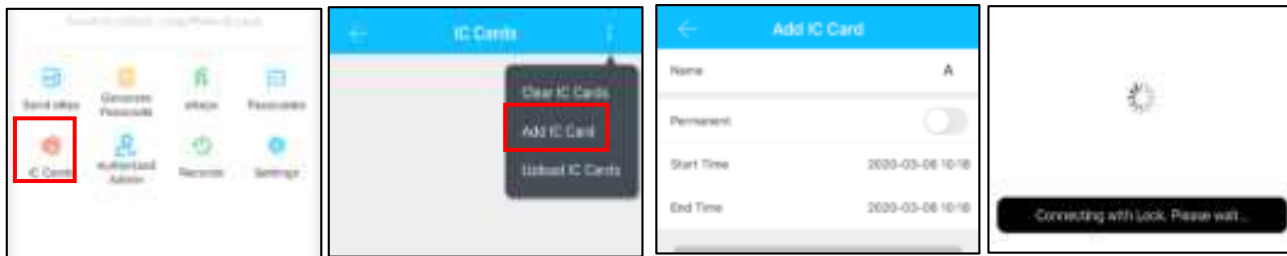 Send eKey
Generate
Passcode
eKeys
Passcodes
IC Cards
Authorized
Admin
Records
Settings
IC Cards
Clear IC Cards
Add IC Card
Upload IC Cards
Add IC Card
Name A
Permanent
Start Time 2020-03-06 10:18
End Time 2020-03-06 10:18
Connecting with Lock. Please wait...